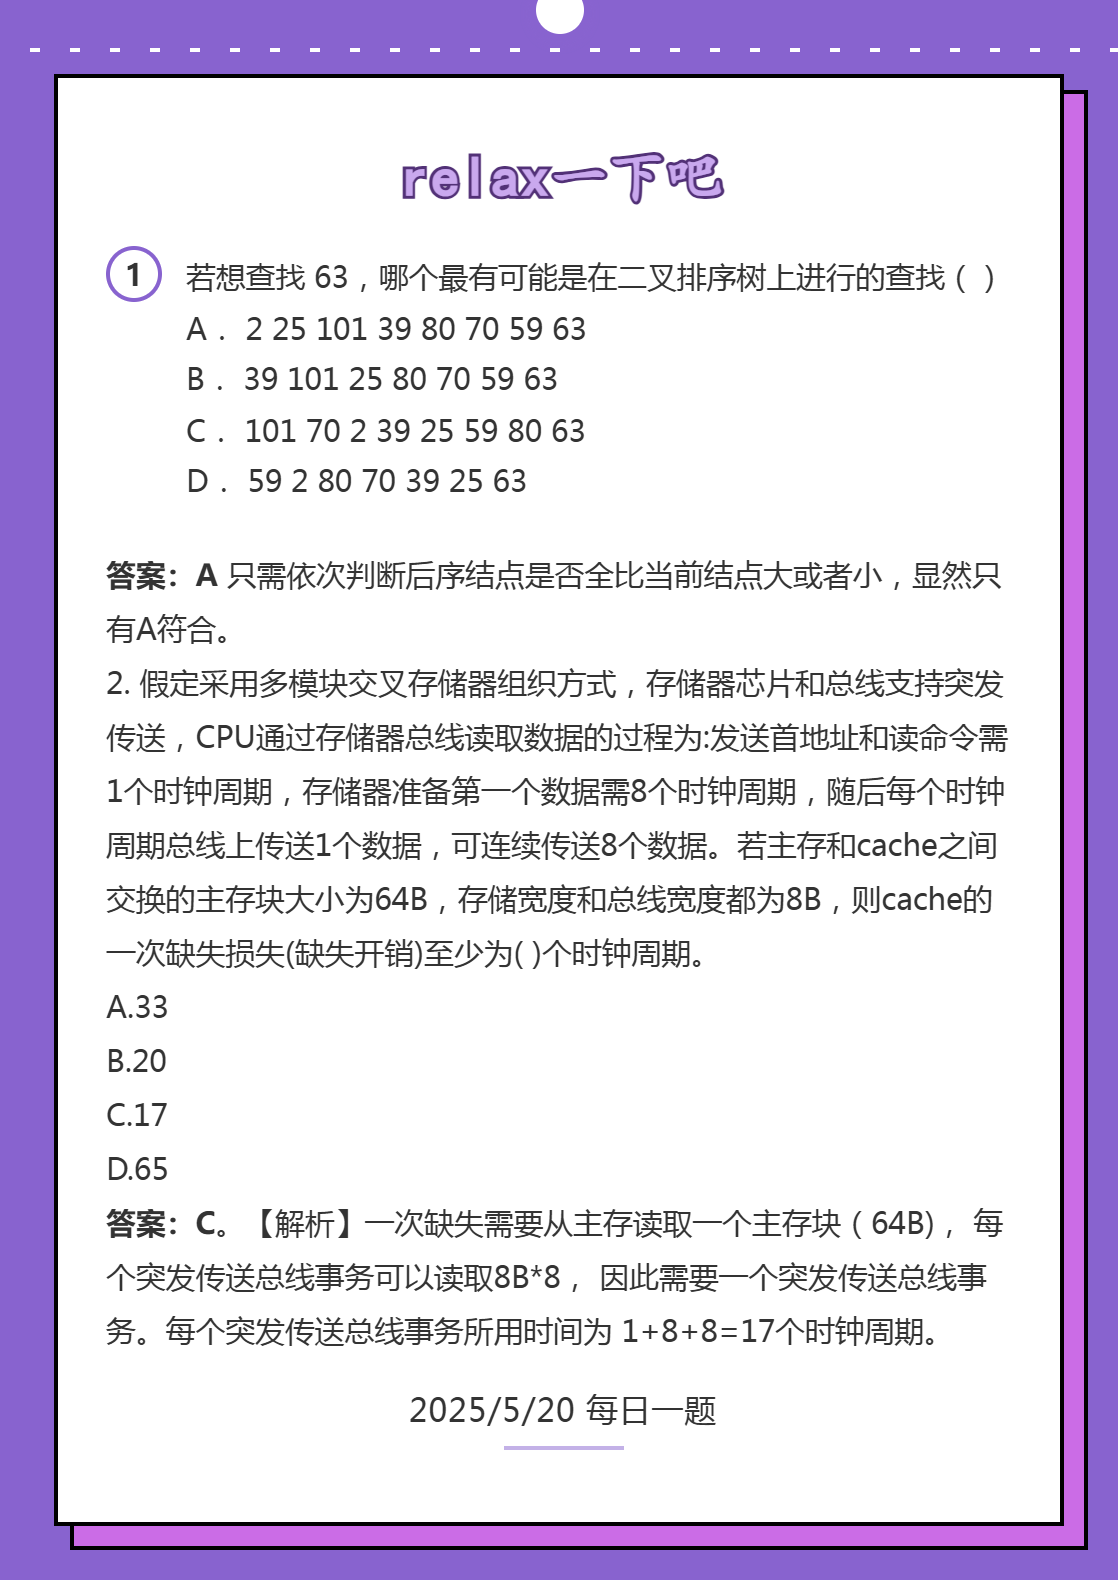 relax一下吧
1 若想查找 63，哪个最有可能是在二叉排序树上进行的查找（ ）
A． 2 25 101 39 80 70 59 63
B． 39 101 25 80 70 59 63
C． 101 70 2 39 25 59 80 63
D． 59 2 80 70 39 25 63
答案：A 只需依次判断后序结点是否全比当前结点大或者小，显然只
有A符合。
2. 假定采用多模块交叉存储器组织方式，存储器芯片和总线支持突发
传送，CPU通过存储器总线读取数据的过程为:发送首地址和读命令需
1个时钟周期，存储器准备第一个数据需8个时钟周期，随后每个时钟
周期总线上传送1个数据，可连续传送8个数据。若主存和cache之间
交换的主存块大小为64B，存储宽度和总线宽度都为8B，则cache的
一次缺失损失(缺失开销)至少为( )个时钟周期。
A.33
B.20
C.17
D.65
答案：C。【解析】一次缺失需要从主存读取一个主存块（64B)， 每
个突发传送总线事务可以读取8B*8， 因此需要一个突发传送总线事
务。每个突发传送总线事务所用时间为 1+8+8=17个时钟周期。
2025/5/20 每日一题